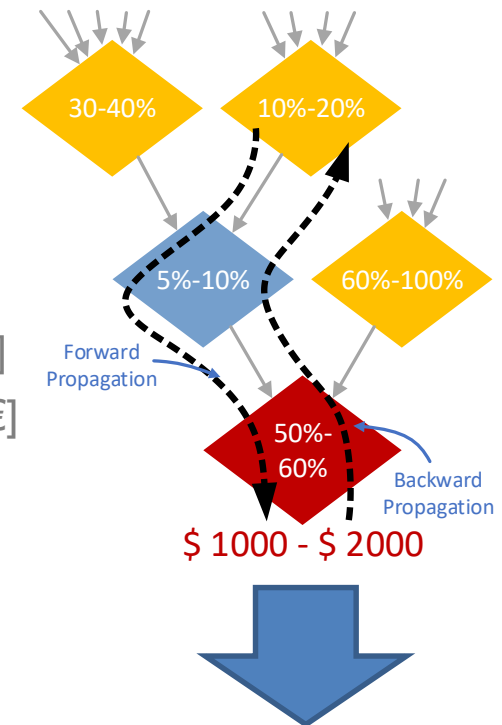 30-40%
10%-20%
5%-10%
60%-100%
]
Forward
Propagation
€]
50%-
60%
Backward
Propagation
$ 1000 - $ 2000